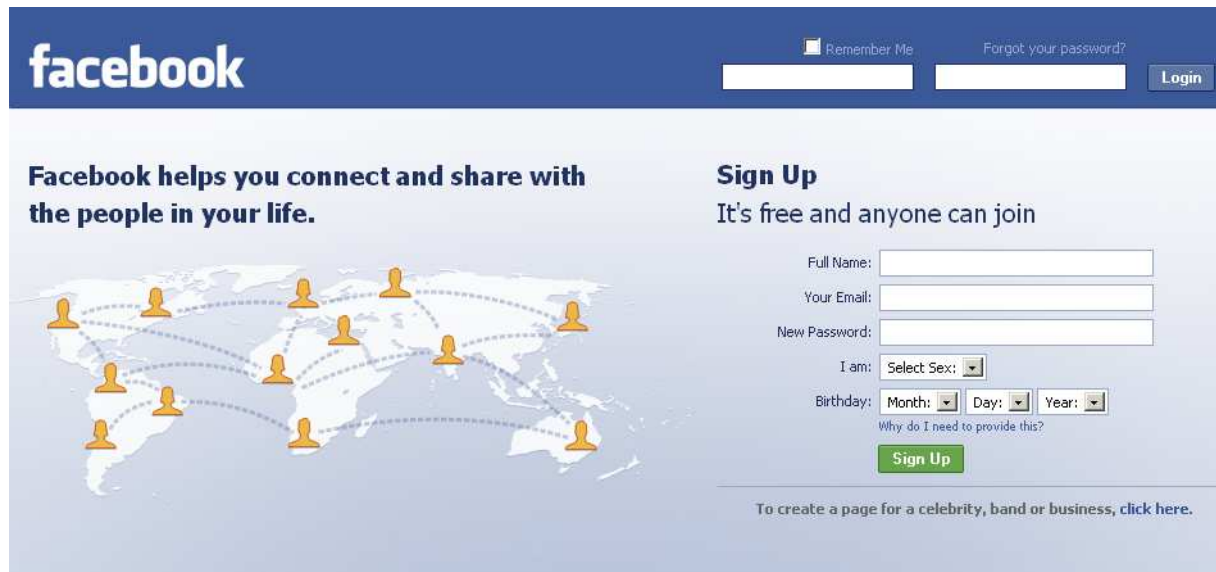 facebook
Remember Me
Forgot your password?
Login
Facebook helps you connect and share with
the people in your life.
Sign Up
It's free and anyone can join
Full Name:
Your Email:
New Password:
I am: Select Sex:
Birthday: Month: Day: Year:
Why do I need to provide this?
Sign Up
To create a page for a celebrity, band or business, click here.